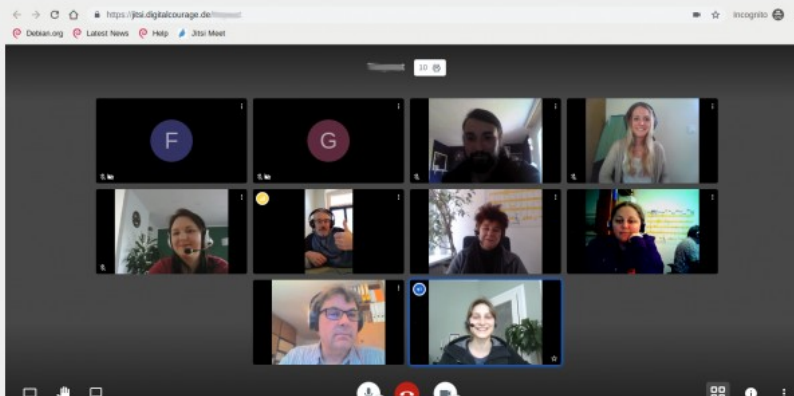 https://jitsi.digitalcourage.de/
Incognito
Debian.org Latest News Help Jitsi Meet
10
F G